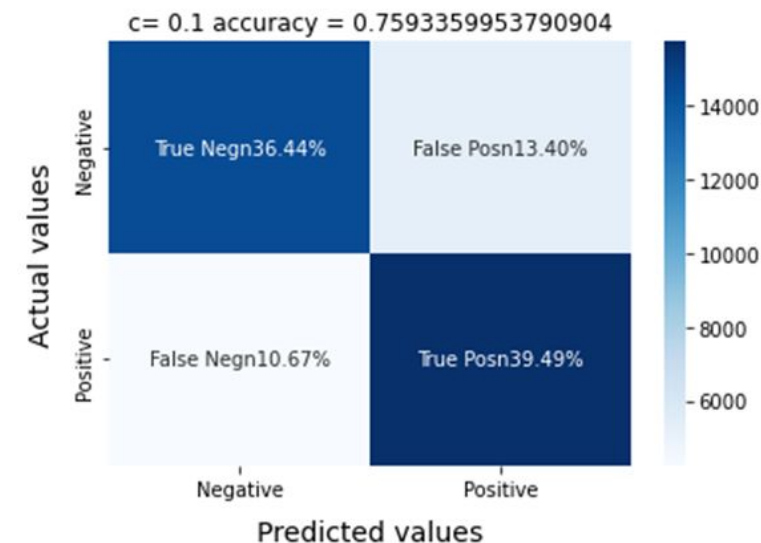 c= 0.1 accuracy = 0.7593359953790904
Actual values
Negative
True Negn36.44%
False Posn13.40%
Positive
False Negn10.67%
True Posn39.49%
14000
12000
10000
8000
6000
Negative
Positive
Predicted values